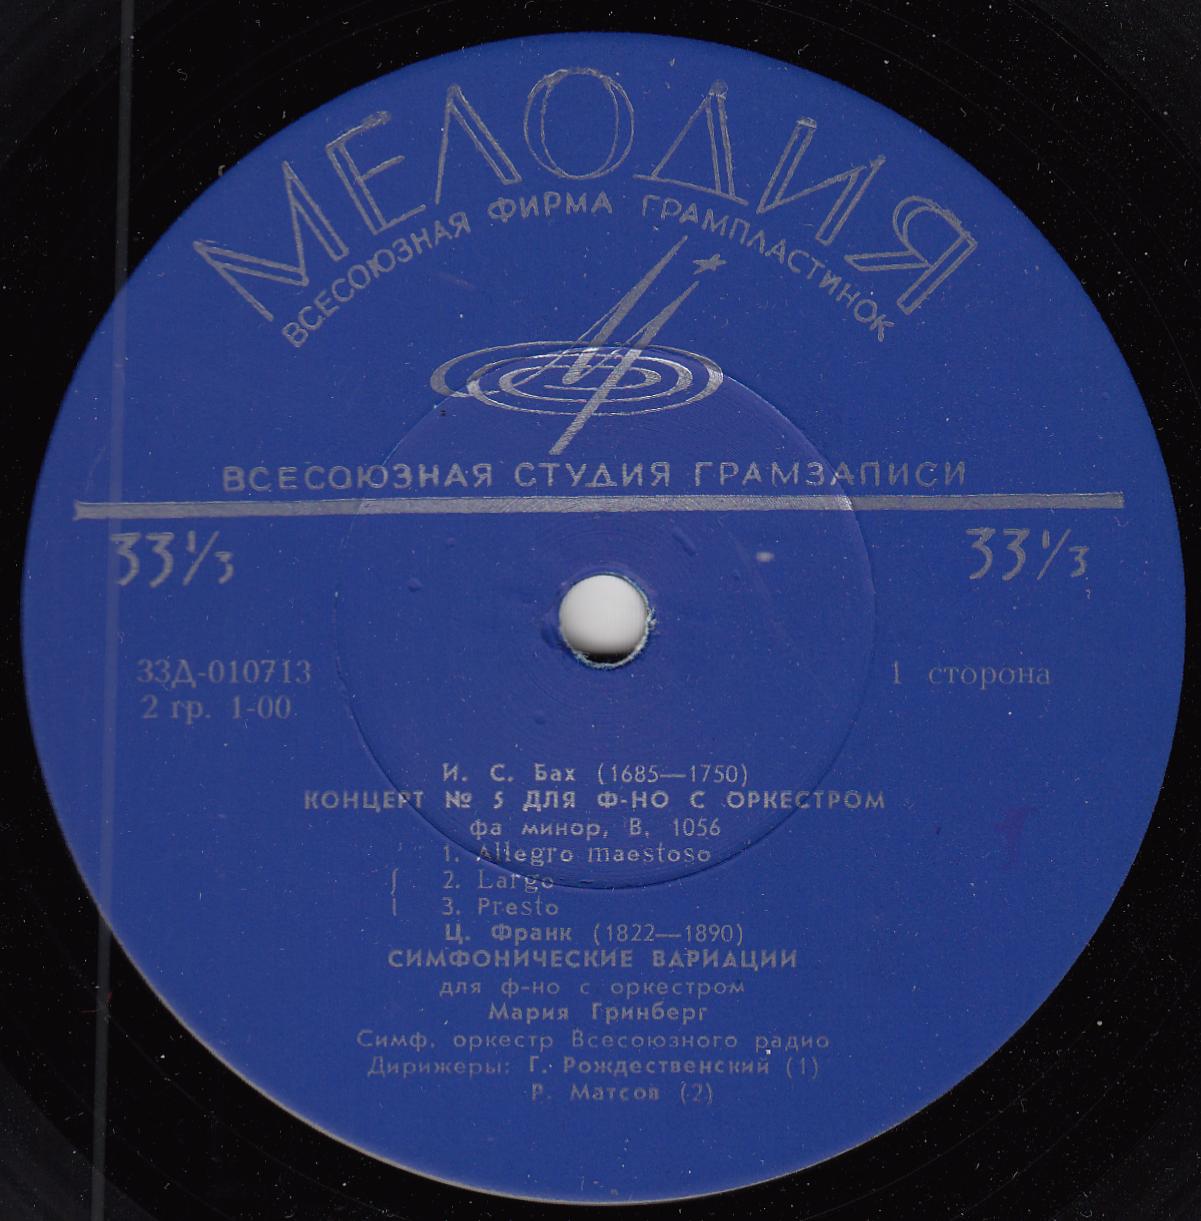 МЕЛОДИЯ
ВСЕСОЮЗНАЯ ФИРМА ГРАМПЛАСТИНОК
ВСЕСОЮЗНАЯ СТУДИЯ ГРАМЗАПИСИ
33⅓ 33⅓
33Д-010713 1 сторона
2 гр. 1-00
И. С. Бах (1685—1750)
КОНЦЕРТ № 5 ДЛЯ Ф-НО С ОРКЕСТРОМ
фа минор, В. 1056
1. Allegro maestoso
2. Largo
3. Presto
Ц. Франк (1822—1890)
СИМФОНИЧЕСКИЕ ВАРИАЦИИ
для ф-но с оркестром
Мария Гринберг
Симф. оркестр Всесоюзного радио
Дирижеры: Г. Рождественский (1)
Р. Матсов (2)